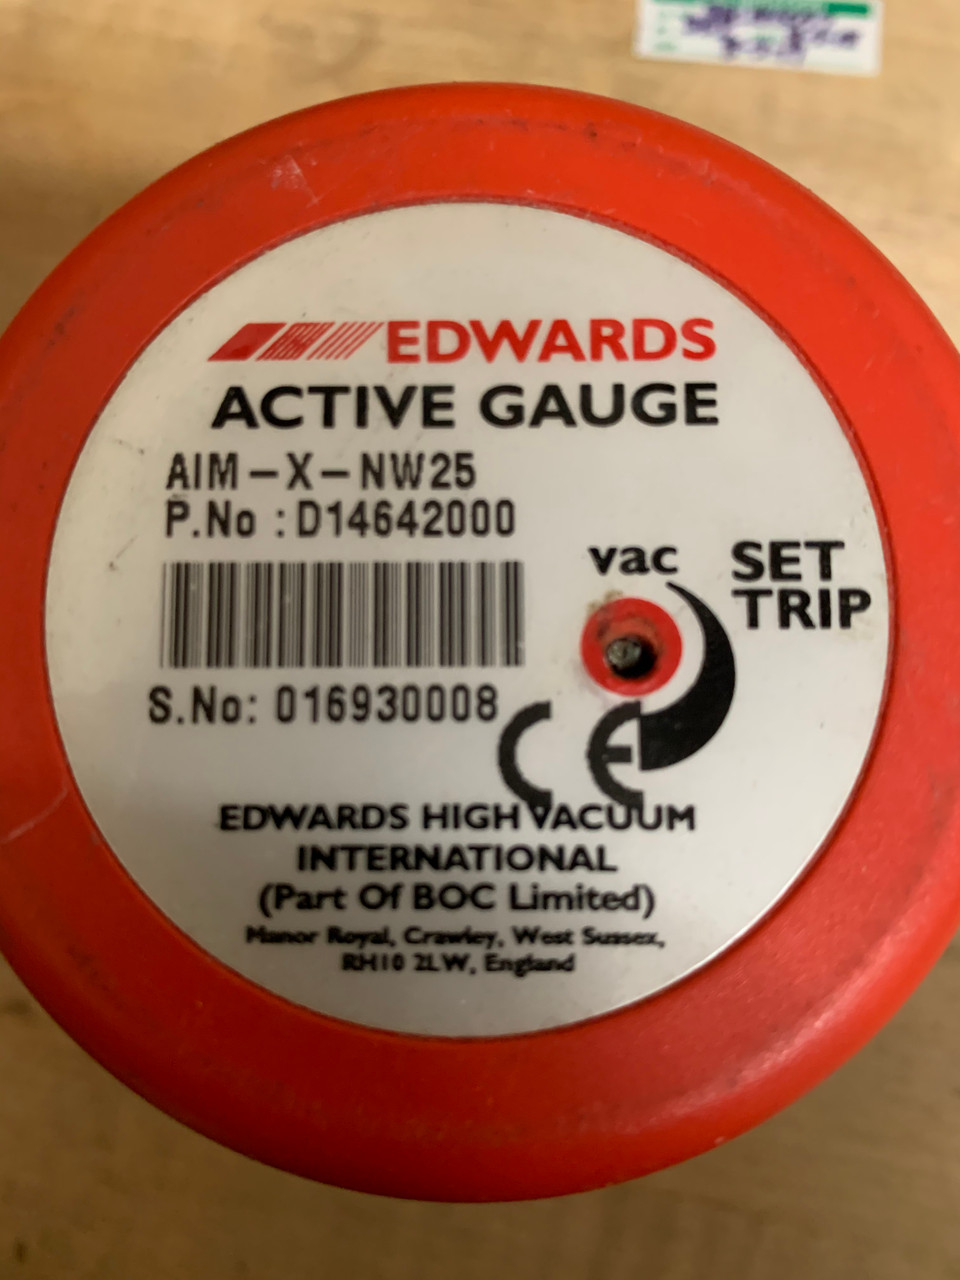 EDWARDS
ACTIVE GAUGE
AIM-X-NW25
P.No : D14642000
vac
SET
TRIP
S.No: 016930008
CE
EDWARDS HIGH VACUUM
INTERNATIONAL
(Part Of BOC Limited)
Manor Royal, Crawley, West Sussex,
RH10 2LW, England